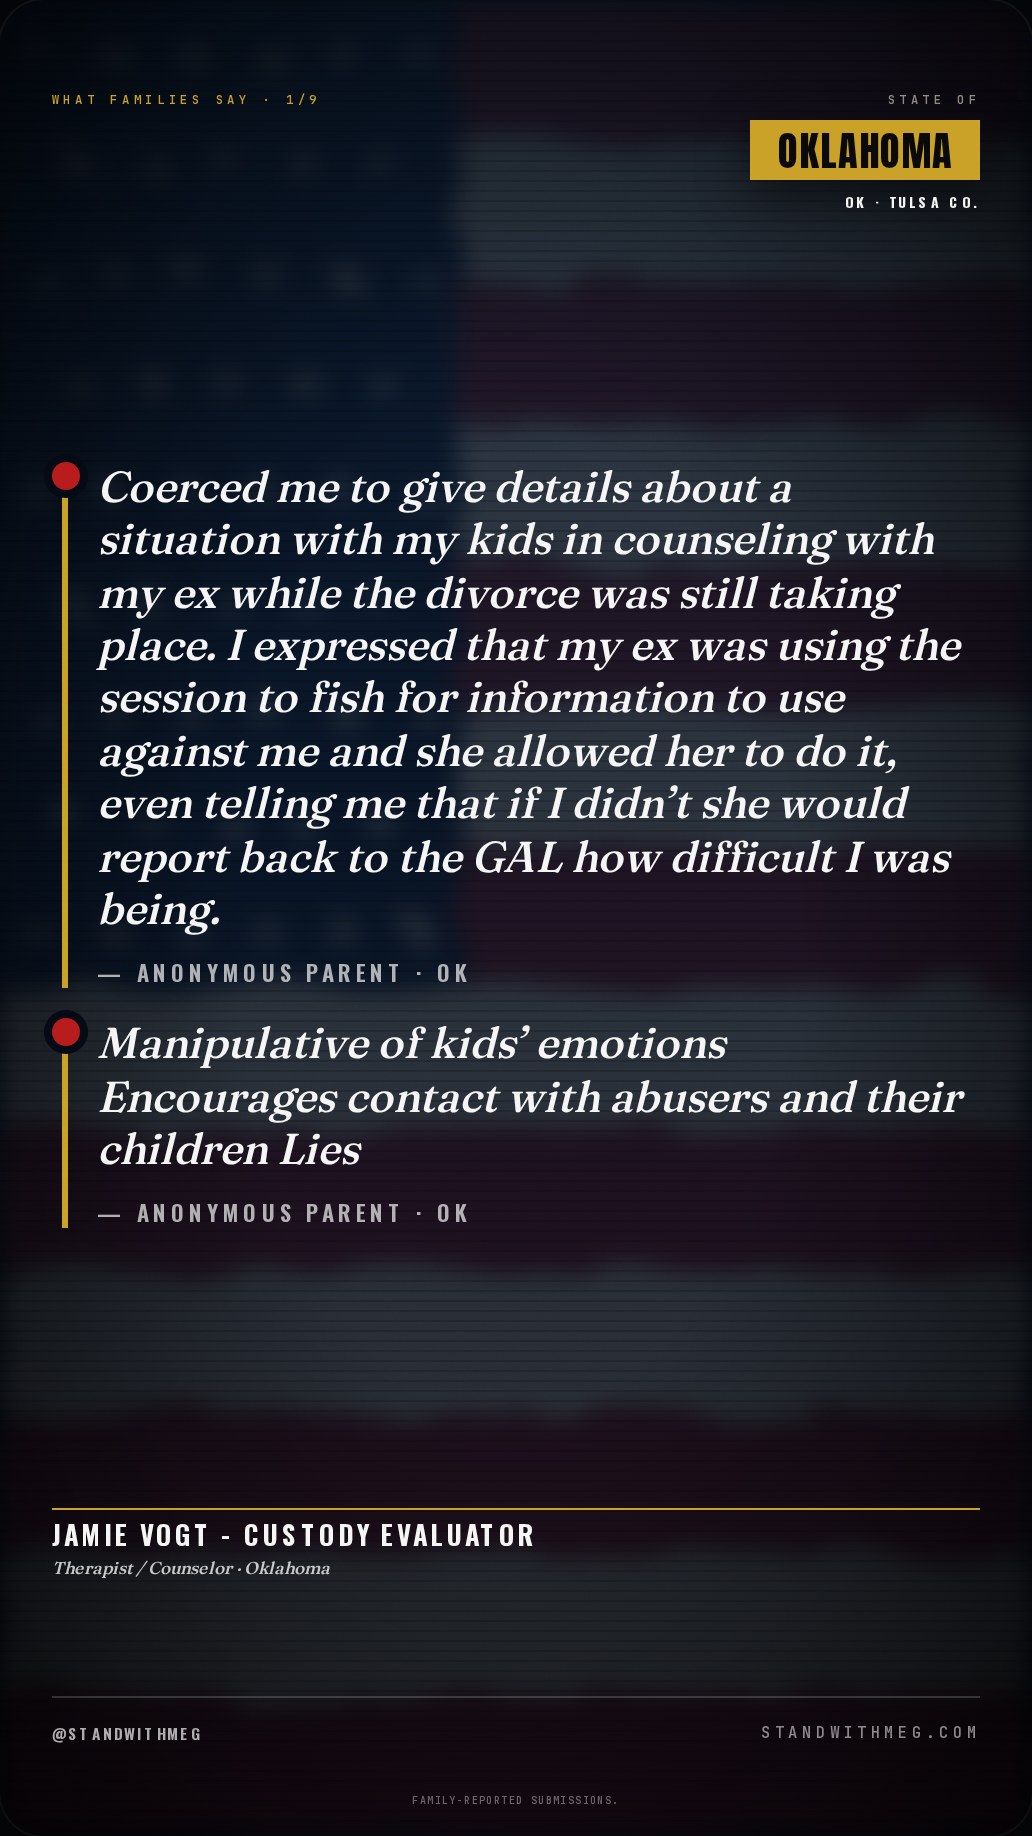 WHAT FAMILIES SAY · 1/9
STATE OF
OKLAHOMA
OK · TULSA CO.
Coerced me to give details about a
situation with my kids in counseling with
my ex while the divorce was still taking
place. I expressed that my ex was using the
session to fish for information to use
against me and she allowed her to do it,
even telling me that if I didn’t she would
report back to the GAL how difficult I was
being.
— ANONYMOUS PARENT · OK
Manipulative of kids’ emotions
Encourages contact with abusers and their
children Lies
— ANONYMOUS PARENT · OK
JAMIE VOGT - CUSTODY EVALUATOR
Therapist / Counselor · Oklahoma
@STANDWITHMEG
STANDWITHMEG.COM
FAMILY-REPORTED SUBMISSIONS.